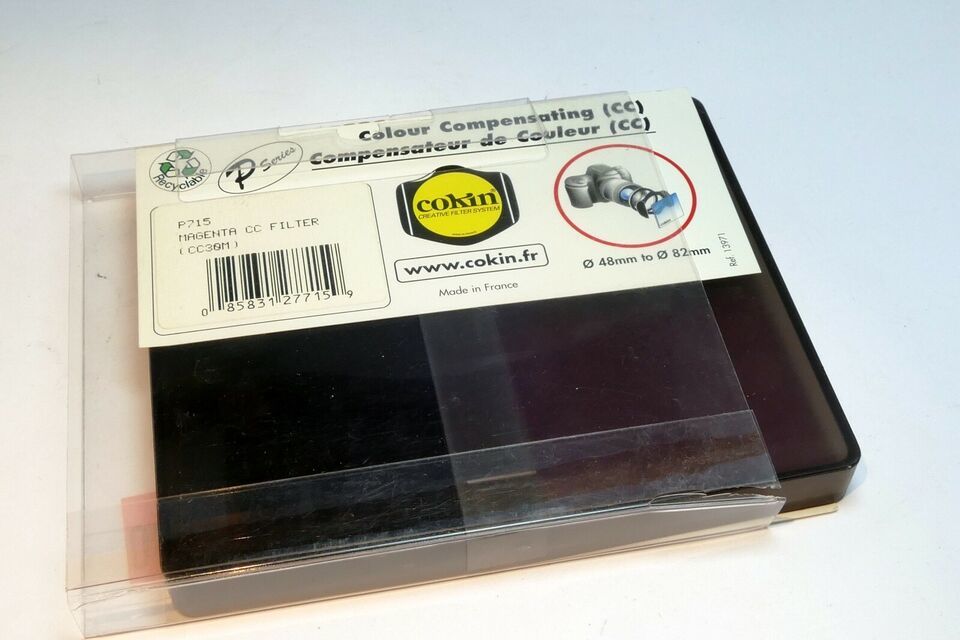 Colour Compensating (CC)
Compensateur de Couleur (CC)
Recyclable
P Series
P715
MAGENTA CC FILTER
(CC30M)
0 85831 27715 9
cokin
CREATIVE FILTER SYSTEM
www.cokin.fr
Made in France
Ø 48mm to Ø 82mm
Ref. 13971